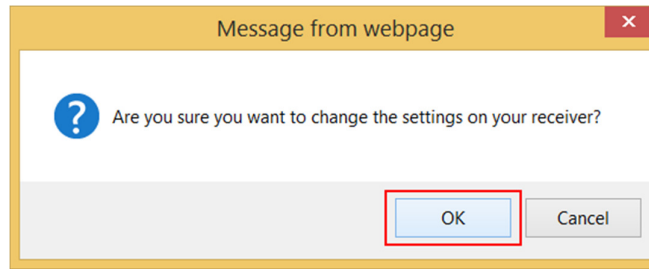 Message from webpage
Are you sure you want to change the settings on your receiver?
OK
Cancel